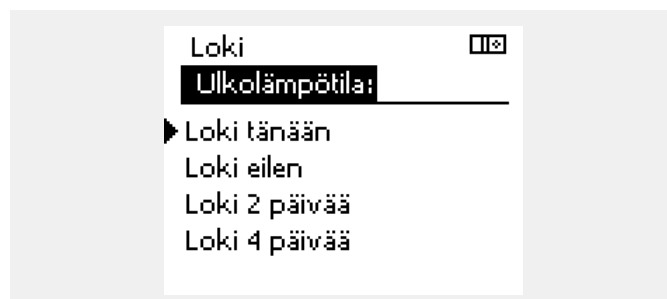 Loki
Ulkolämpötila:
Loki tänään
Loki eilen
Loki 2 päivää
Loki 4 päivää